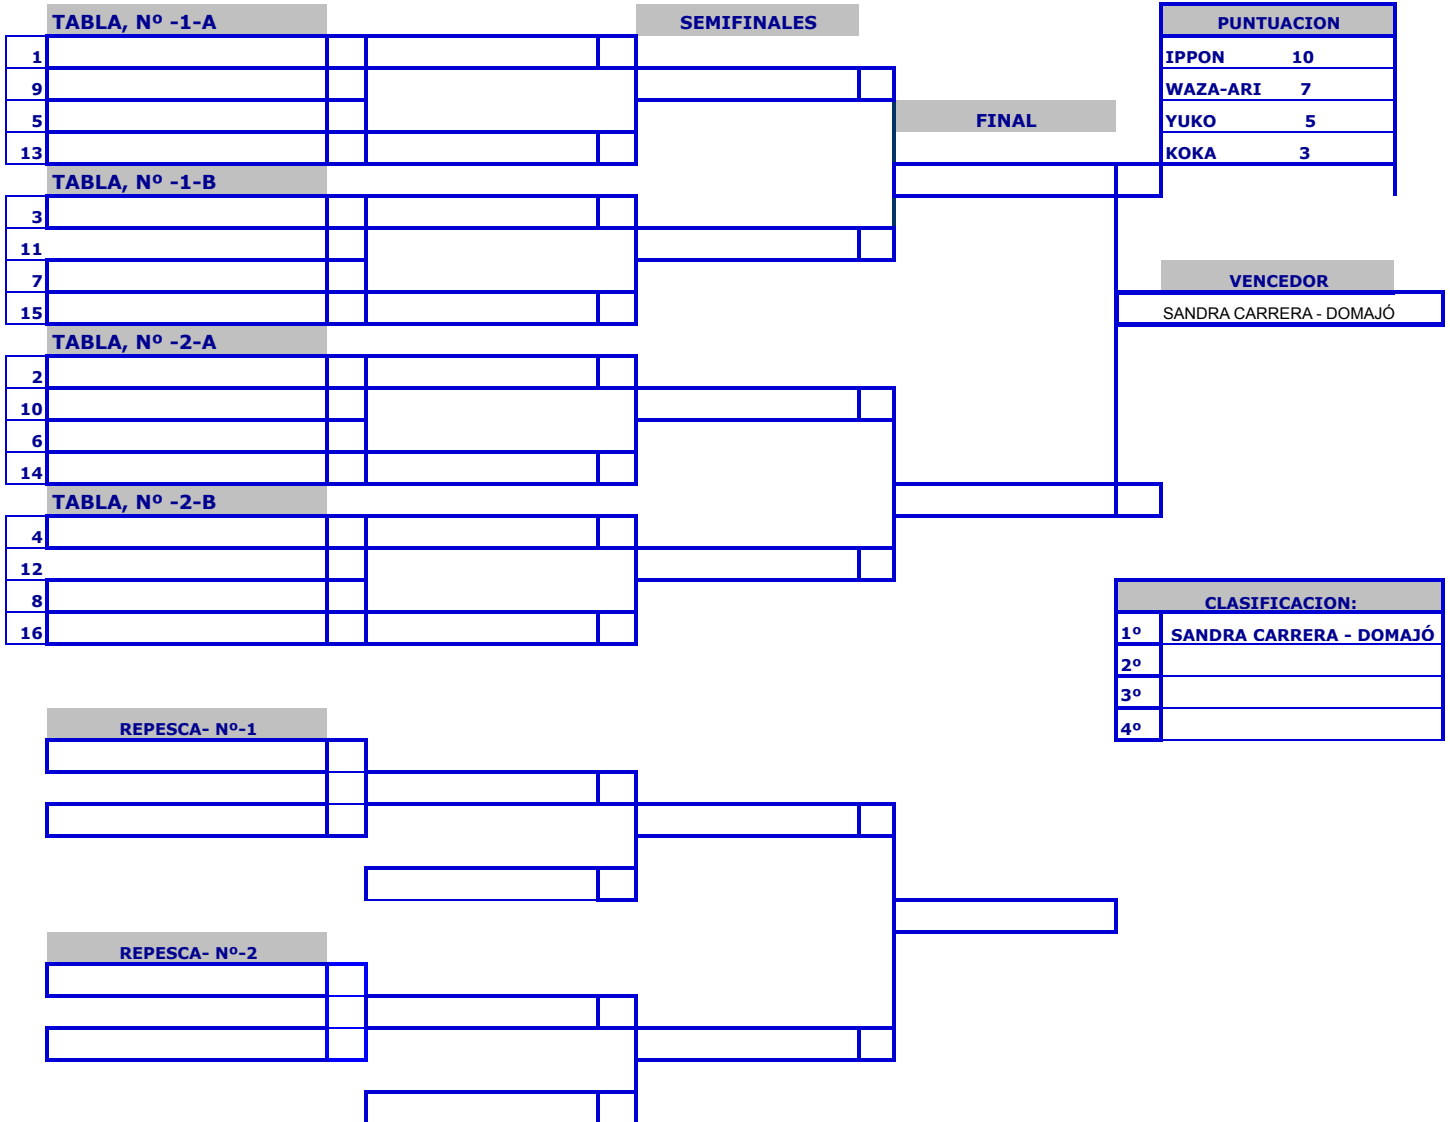 TABLA, Nº -1-A
SEMIFINALES
PUNTUACION
1
IPPON 10
9
WAZA-ARI 7
5
FINAL
YUKO 5
13
KOKA 3
TABLA, Nº -1-B
3
11
7
VENCEDOR
15
SANDRA CARRERA - DOMAJÓ
TABLA, Nº -2-A
2
10
6
14
TABLA, Nº -2-B
4
12
8
CLASIFICACION:
16
1º SANDRA CARRERA - DOMAJÓ
2º
3º
4º
REPESCA- Nº-1
REPESCA- Nº-2